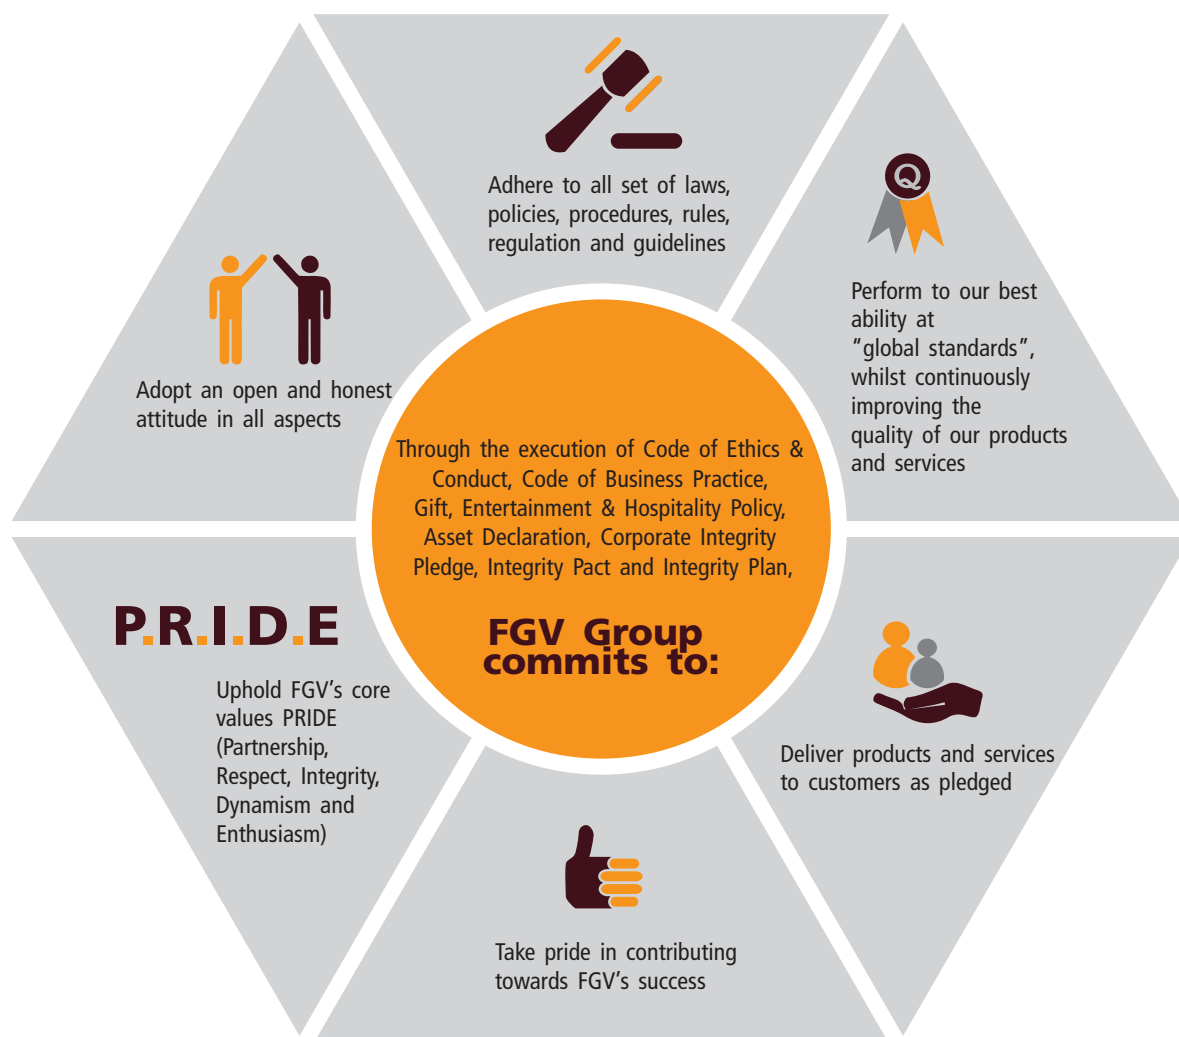 Adhere to all set of laws,
policies, procedures, rules,
regulation and guidelines
Q
Perform to our best
ability at
“global standards”,
whilst continuously
improving the
quality of our products
and services
Adopt an open and honest
attitude in all aspects
Through the execution of Code of Ethics &
Conduct, Code of Business Practice,
Gift, Entertainment & Hospitality Policy,
Asset Declaration, Corporate Integrity
Pledge, Integrity Pact and Integrity Plan,
FGV Group
commits to:
P.R.I.D.E
Uphold FGV’s core
values PRIDE
(Partnership,
Respect, Integrity,
Dynamism and
Enthusiasm)
Deliver products and services
to customers as pledged
Take pride in contributing
towards FGV’s success